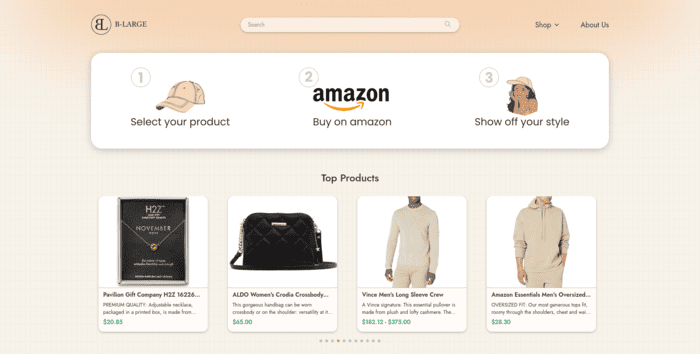 BL B-LARGE
Search
Shop
About Us
1
2
3
amazon
Select your product
Buy on amazon
Show off your style
Top Products
H2Z
NOVEMBER
Pavilion Gift Company H2Z 16226...
PREMIUM QUALITY: Adjustable necklace,
packaged in a printed box, is made from...
$20.85
ALDO Women's Crodia Crossbody...
This gorgeous handbag can be worn
crossbody or on the shoulder: versatility at it...
$65.00
Vince Men's Long Sleeve Crew
A Vince signature. This essential pullover is
made from plush and lofty cashmere. The...
$182.12 - $375.00
Amazon Essentials Men's Oversized...
OVERSIZED FIT: Our most generous fit,
roomy through the shoulders, chest and wai...
$28.30